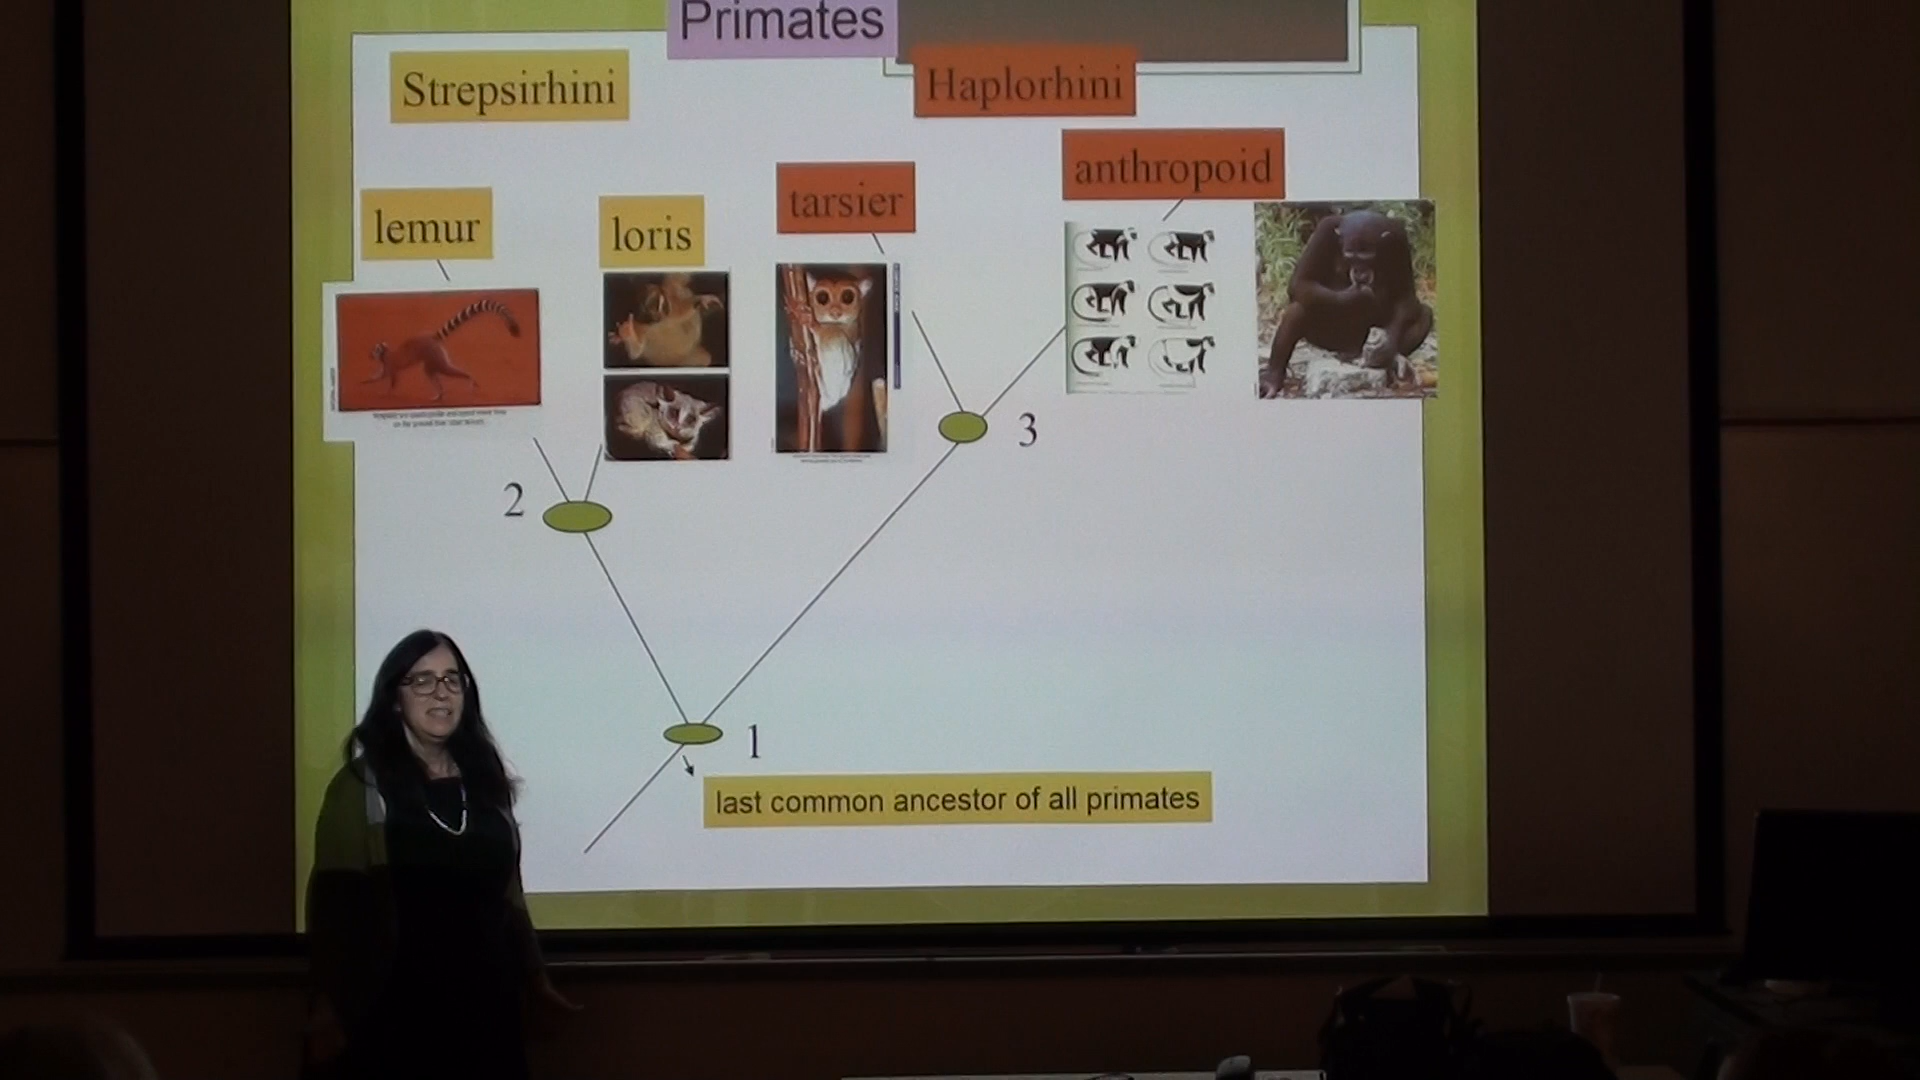 Primates
Strepsirhini
Haplorhini
anthropoid
tarsier
lemur
loris
3
2
1
last common ancestor of all primates